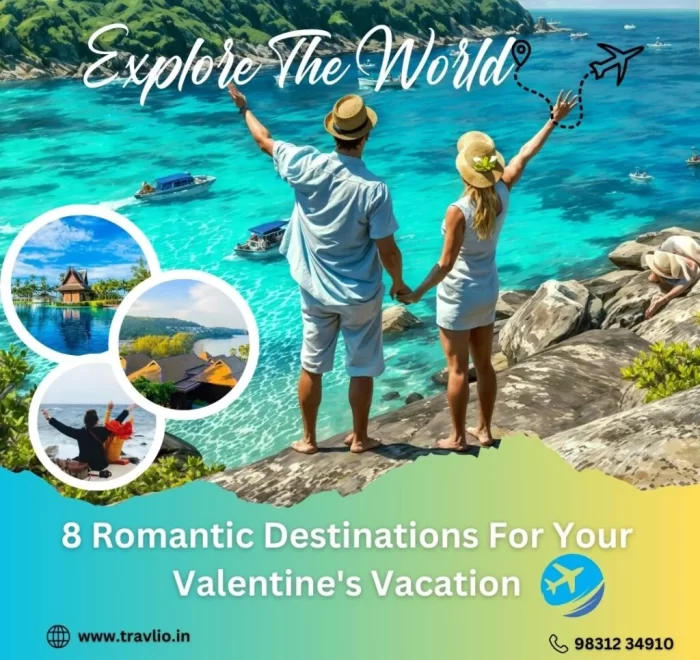 Explore The World
8 Romantic Destinations For Your
Valentine's Vacation
www.travlio.in
98312 34910